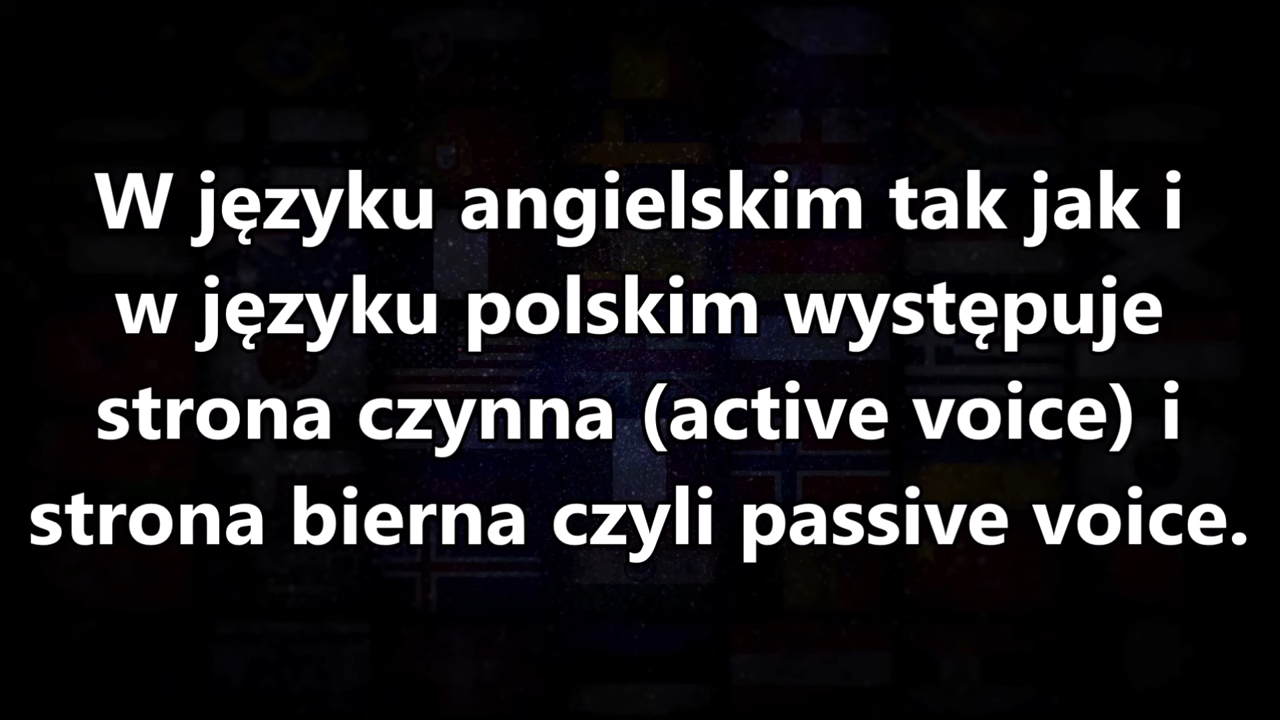 W języku angielskim tak jak i
w języku polskim występuje
strona czynna (active voice) i
strona bierna czyli passive voice.